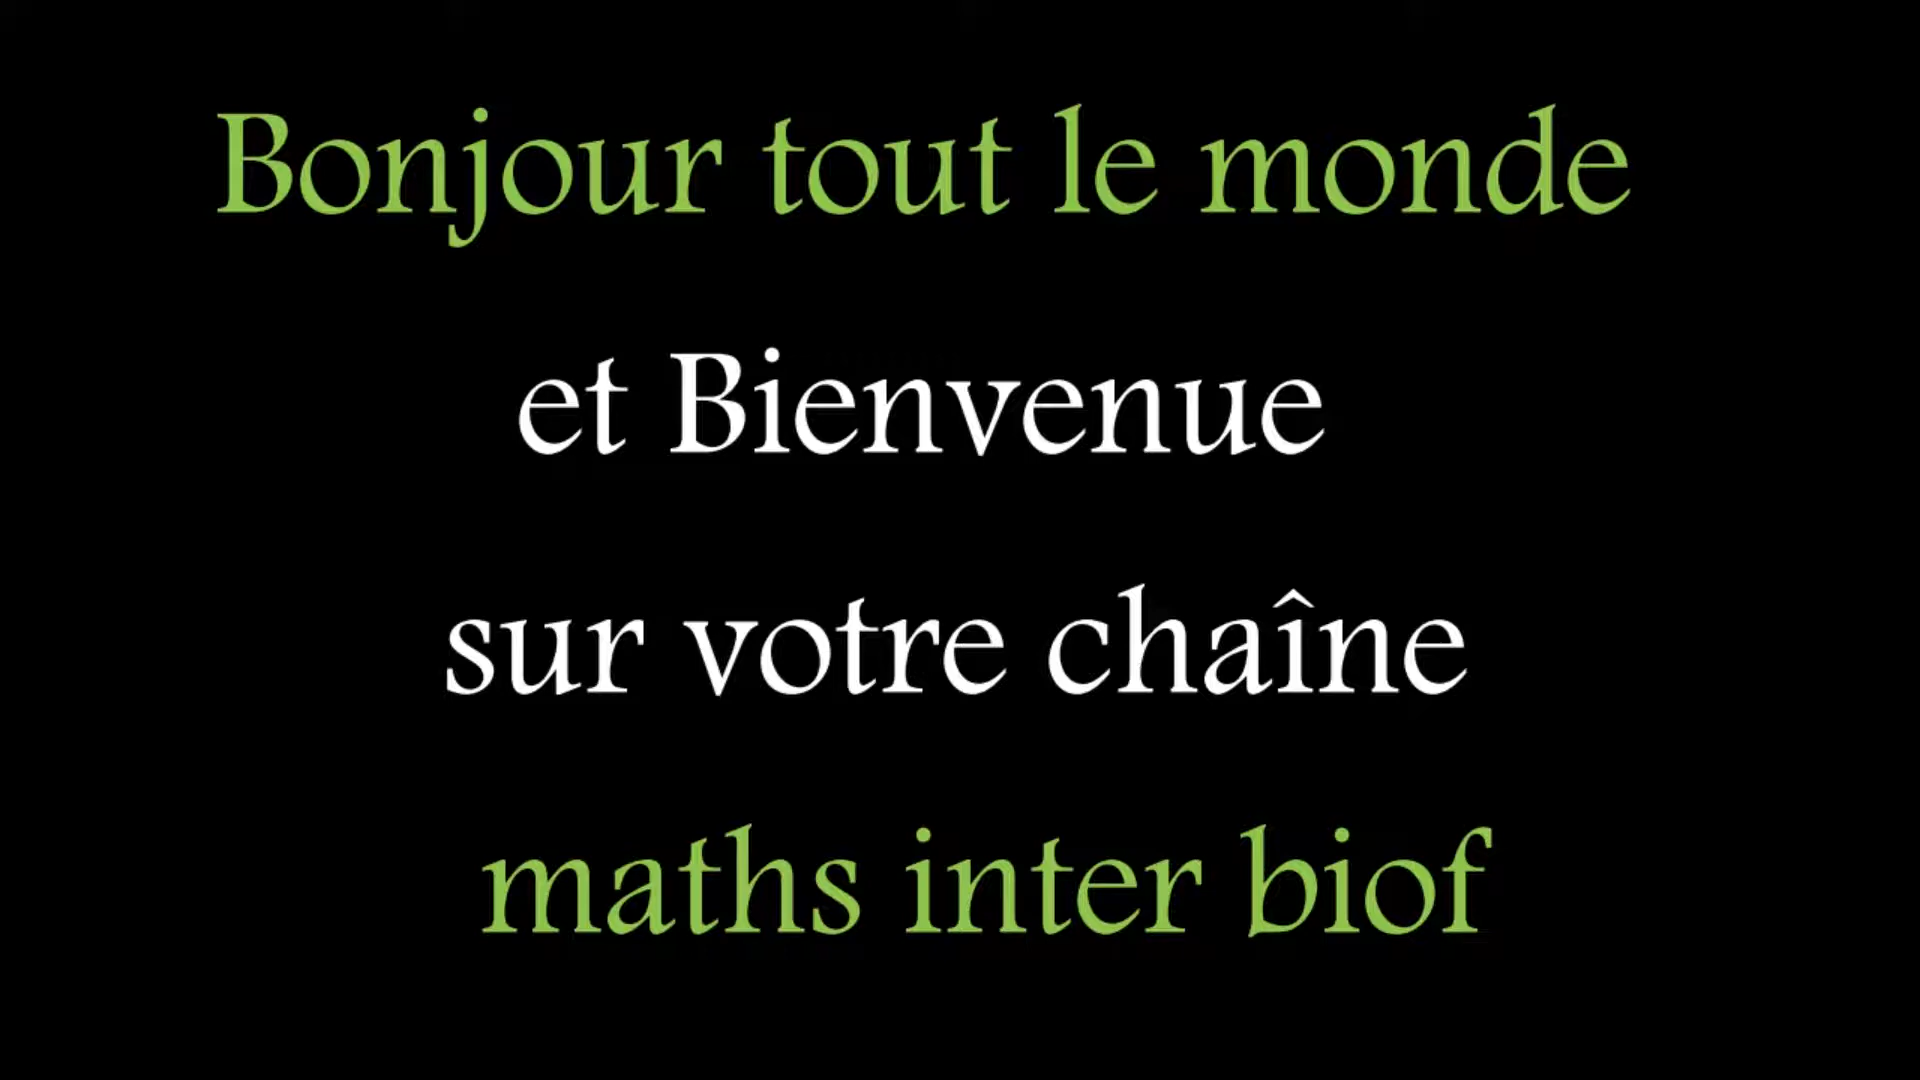 Bonjour tout le monde
et Bienvenue
sur votre chaîne
maths inter biof